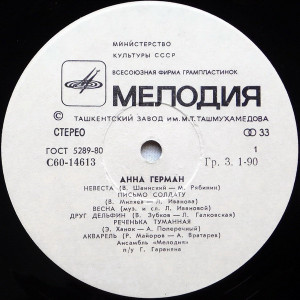 МИНИСТЕРСТВО
КУЛЬТУРЫ СССР
ВСЕСОЮЗНАЯ ФИРМА ГРАМПЛАСТИНОК
МЕЛОДИЯ
ТАШКЕНТСКИЙ ЗАВОД ИМ. М.Т. ТАШМУХАМЕДОВА
СТЕРЕО 33
ГОСТ 5289-80 1
С60-14613 Гр. 3. 1-90
АННА ГЕРМАН
НЕВЕСТА (В. Шаинский — М. Рябинин)
ПИСЬМО СОЛДАТУ
(В. Миляев — Л. Иванова)
ВЕСНА (муз. и сл. Л. Ивановой)
ДРУГ ДЕЛЬФИН (В. Зубков — Л. Галковская)
РЕЧЕНЬКА ТУМАННАЯ
(Э. Ханок — А. Поперечный)
АКВАРЕЛЬ (Р. Майоров — А. Вратарев)
Ансамбль «Мелодия»
п/у Г. Гараняна